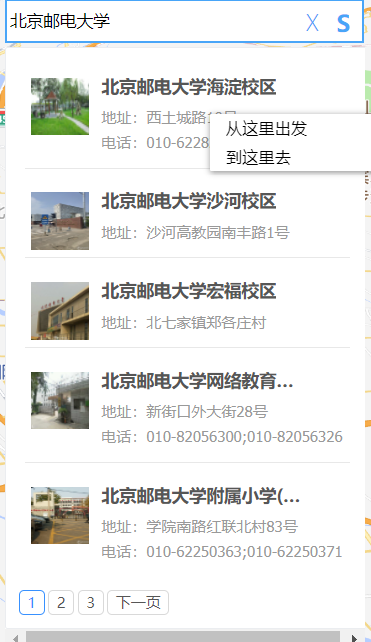 北京邮电大学 X S
北京邮电大学海淀校区
地址：西土城路10号
电话：010-6228
从这里出发
到这里去
北京邮电大学沙河校区
地址：沙河高教园南丰路1号
北京邮电大学宏福校区
地址：北七家镇郑各庄村
北京邮电大学网络教育...
地址：新街口外大街28号
电话：010-82056300;010-82056326
北京邮电大学附属小学(...
地址：学院南路红联北村83号
电话：010-62250363;010-62250371
1 2 3 下一页